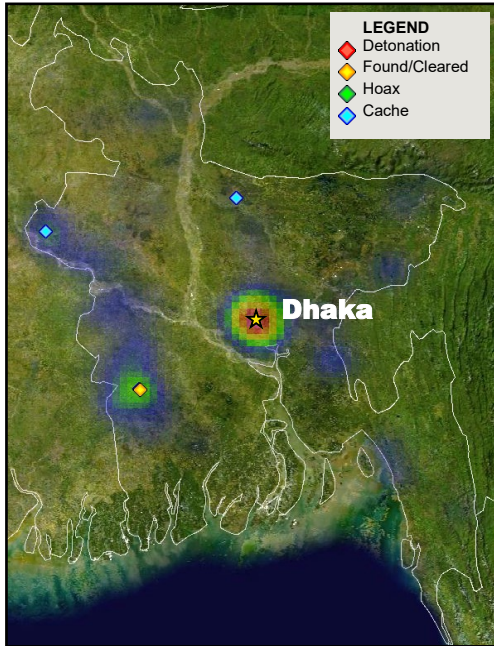 LEGEND
Detonation
Found/Cleared
Hoax
Cache
Dhaka